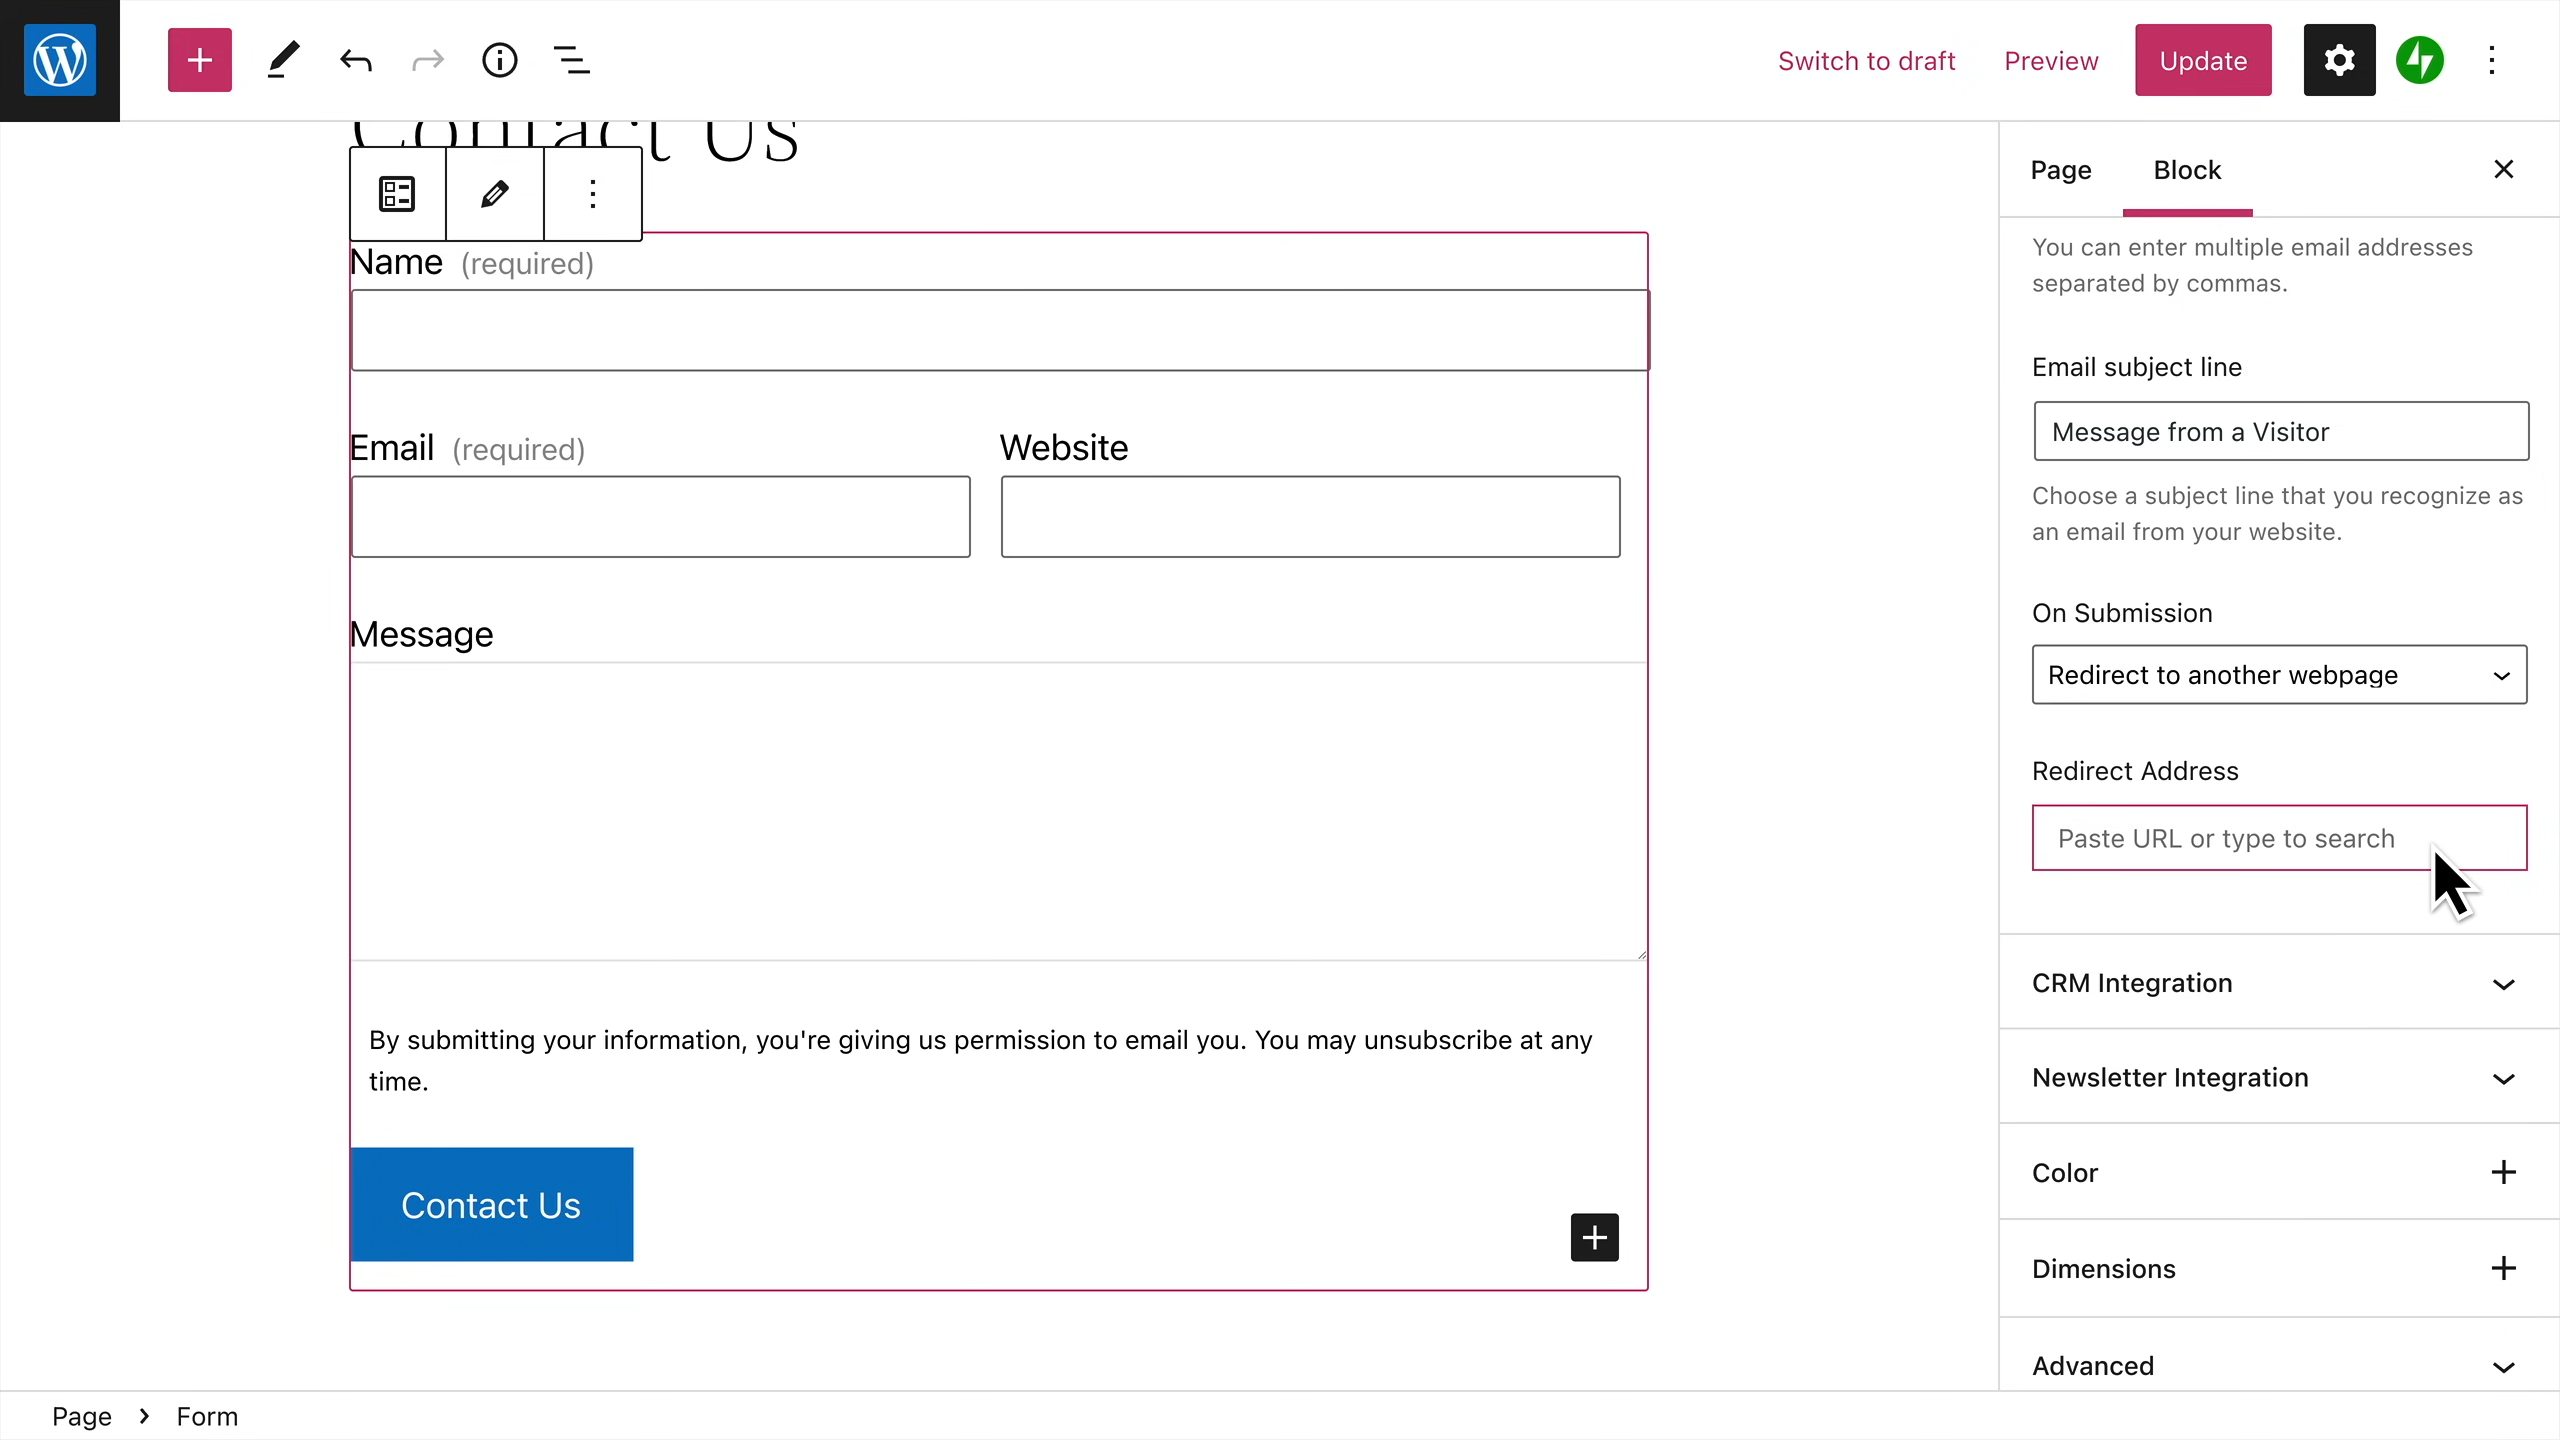 Switch to draft
Preview
Update
Contact Us
Name (required)
Email (required)
Website
Message
By submitting your information, you're giving us permission to email you. You may unsubscribe at any
time.
Contact Us
Page
Block
You can enter multiple email addresses
separated by commas.
Email subject line
Message from a Visitor
Choose a subject line that you recognize as
an email from your website.
On Submission
Redirect to another webpage
Redirect Address
Paste URL or type to search
CRM Integration
Newsletter Integration
Color
Dimensions
Advanced
Page › Form